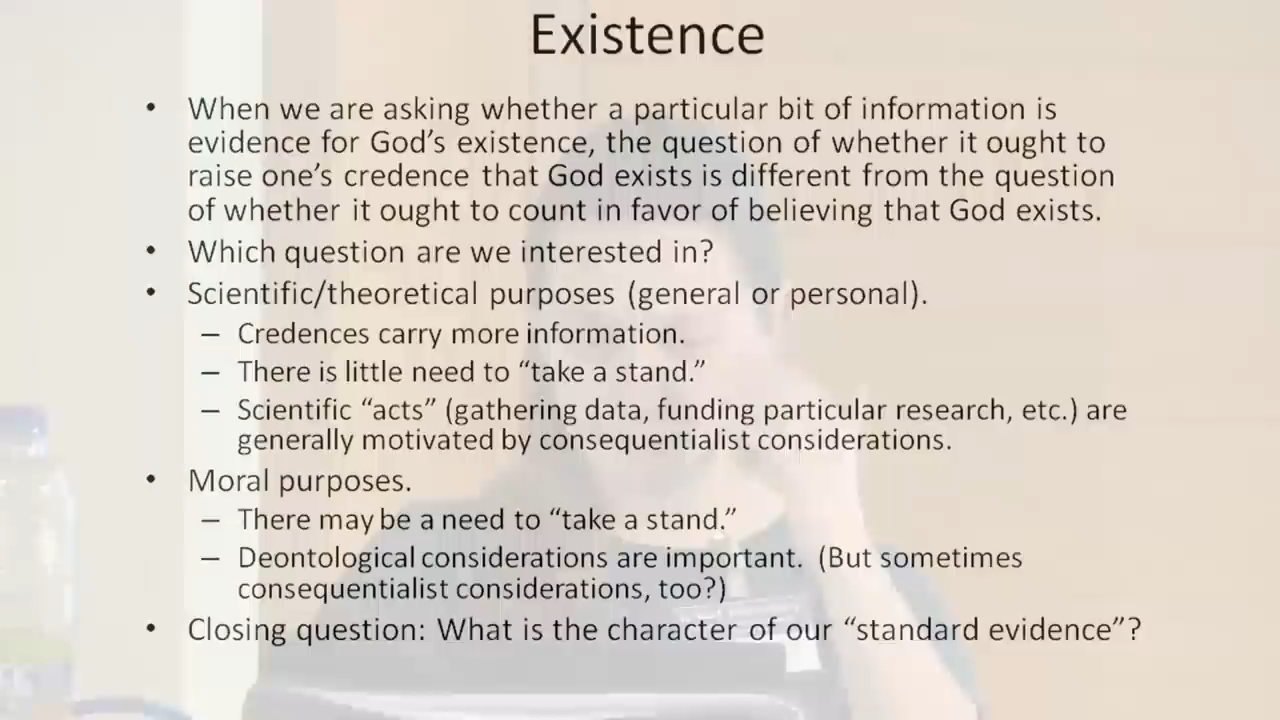 Existence
• When we are asking whether a particular bit of information is
evidence for God's existence, the question of whether it ought to
raise one's credence that God exists is different from the question
of whether it ought to count in favor of believing that God exists.
• Which question are we interested in?
• Scientific/theoretical purposes (general or personal).
– Credences carry more information.
– There is little need to “take a stand.”
– Scientific “acts” (gathering data, funding particular research, etc.) are
generally motivated by consequentialist considerations.
• Moral purposes.
– There may be a need to “take a stand.”
– Deontological considerations are important. (But sometimes
consequentialist considerations, too?)
• Closing question: What is the character of our “standard evidence”?